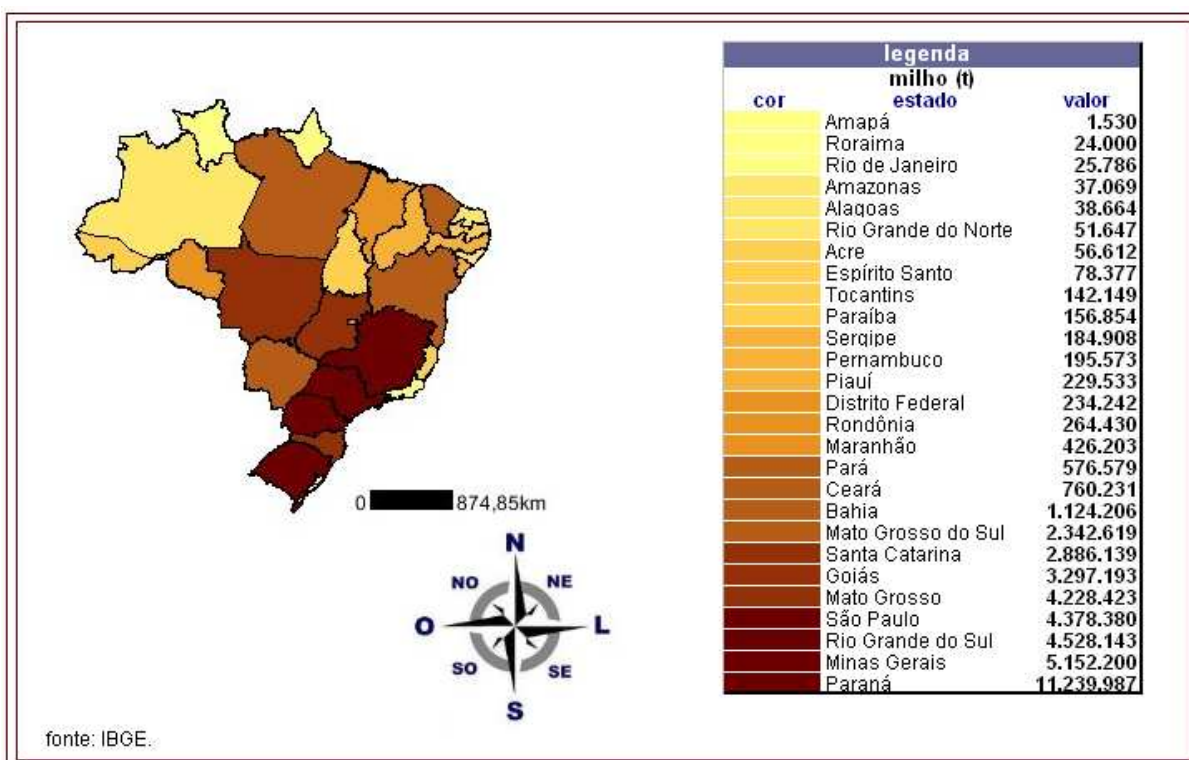 legenda
milho (t)
cor estado valor
Amapá 1.530
Roraima 24.000
Rio de Janeiro 25.786
Amazonas 37.069
Alagoas 38.664
Rio Grande do Norte 51.647
Acre 56.612
Espírito Santo 78.377
Tocantins 142.149
Paraíba 156.854
Sergipe 184.908
Pernambuco 195.573
Piauí 229.533
Distrito Federal 234.242
Rondônia 264.430
Maranhão 426.203
Pará 576.579
Ceará 760.231
Bahia 1.124.206
Mato Grosso do Sul 2.342.619
Santa Catarina 2.886.139
Goiás 3.297.193
Mato Grosso 4.228.423
São Paulo 4.378.380
Rio Grande do Sul 4.528.143
Minas Gerais 5.152.200
Paraná 11.239.987
0 874,85km
N
NO NE
O L
SO SE
S
fonte: IBGE.